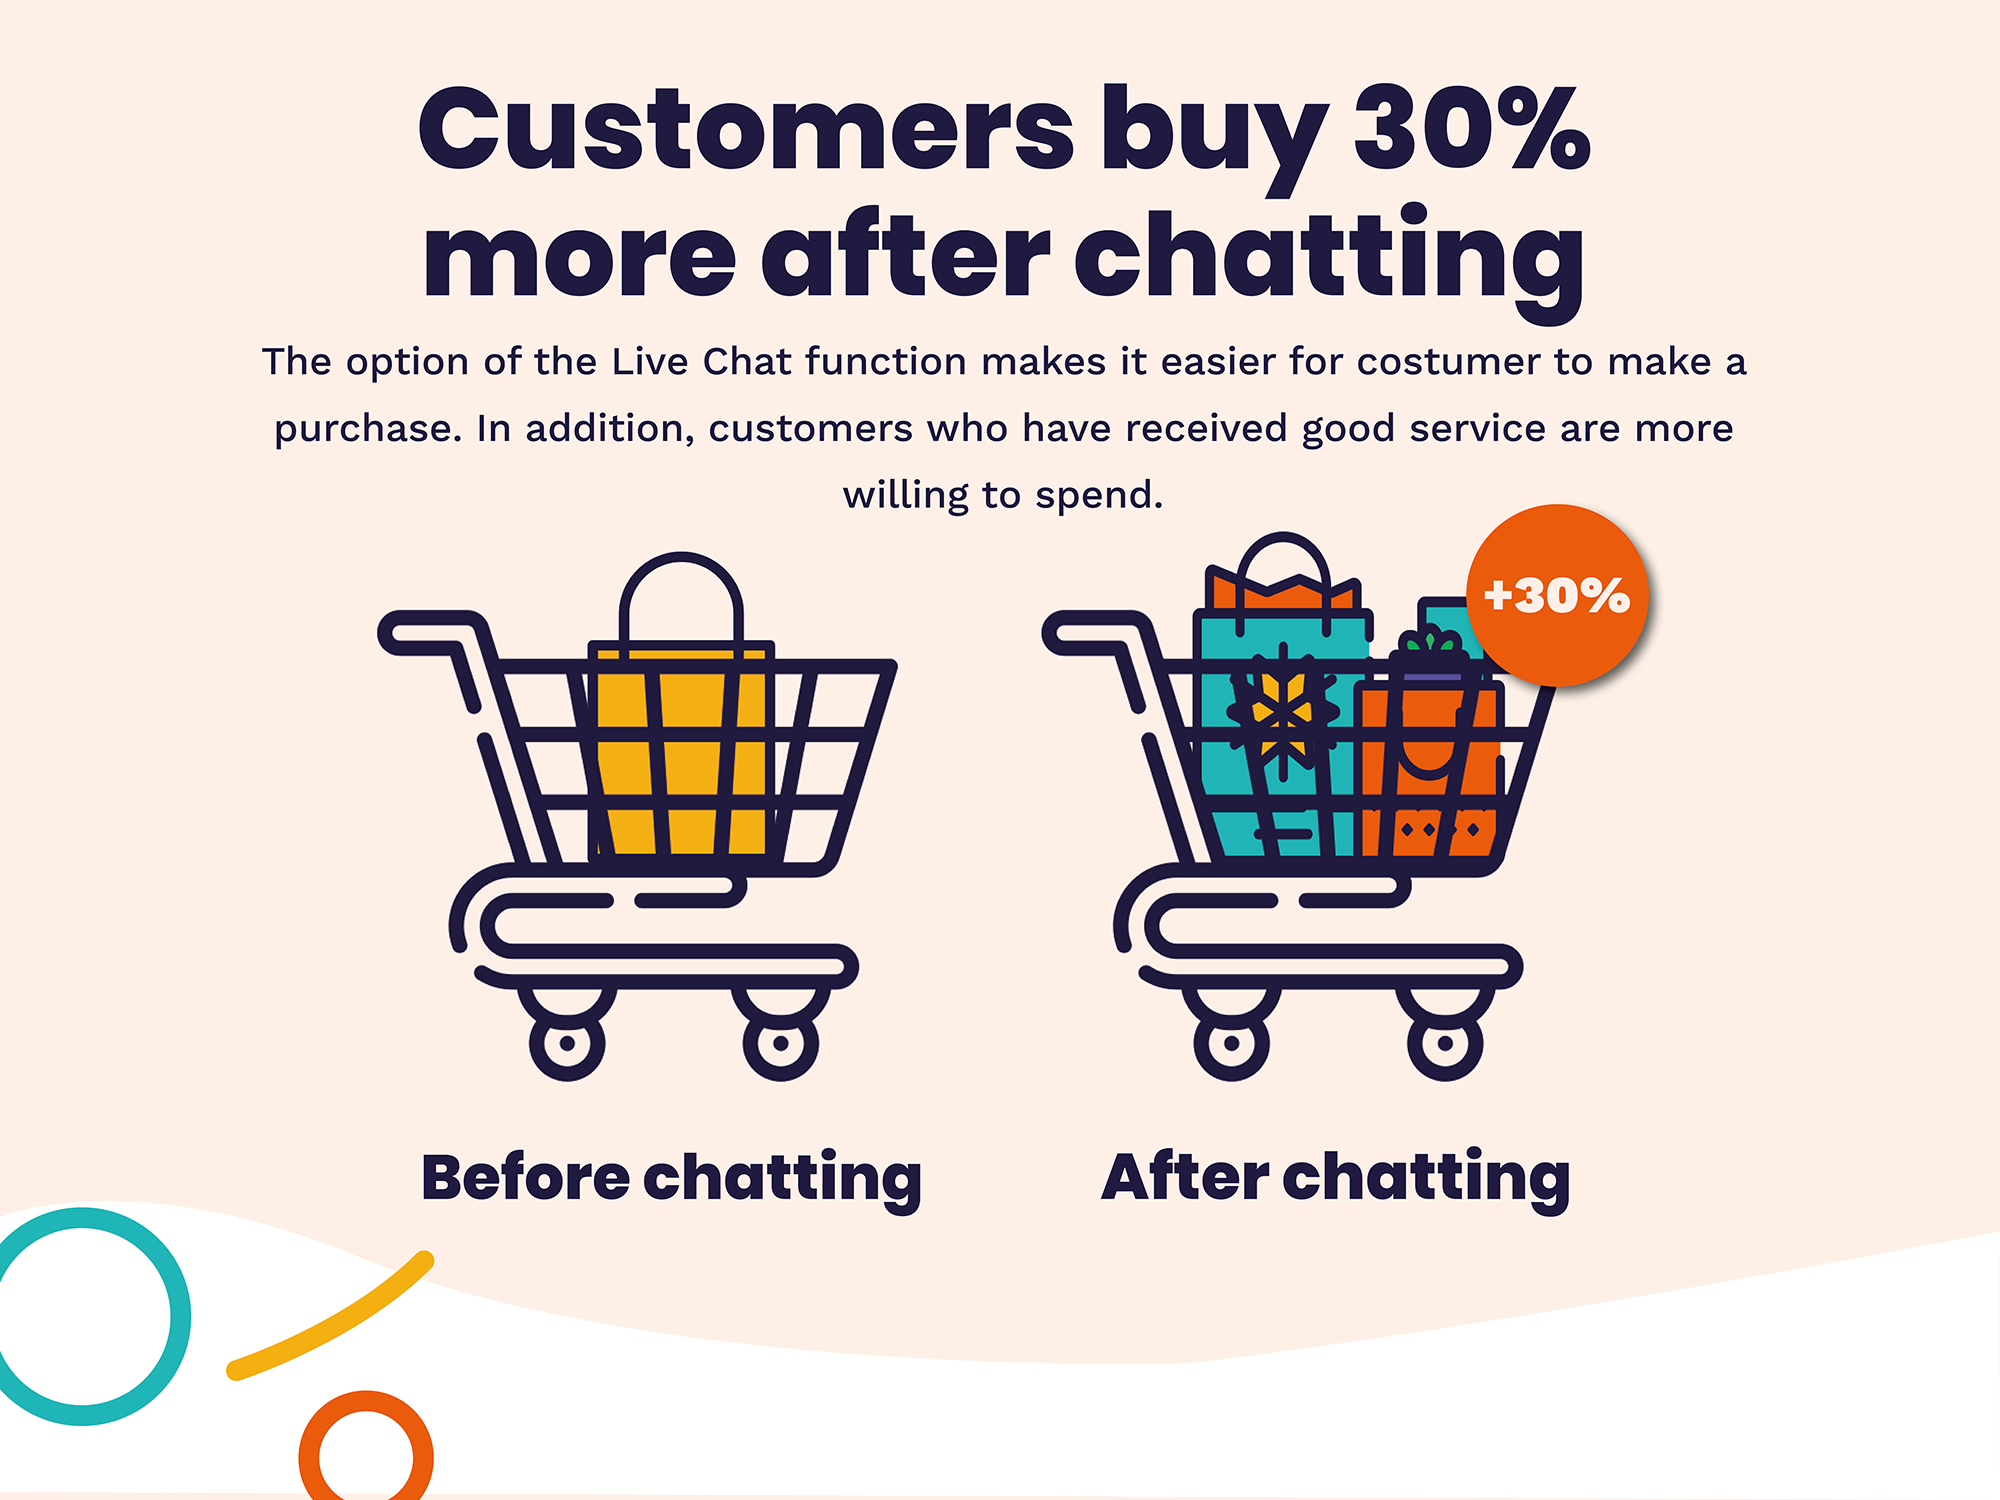 Customers buy 30%
more after chatting
The option of the Live Chat function makes it easier for costumer to make a
purchase. In addition, customers who have received good service are more
willing to spend.
+30%
Before chatting
After chatting